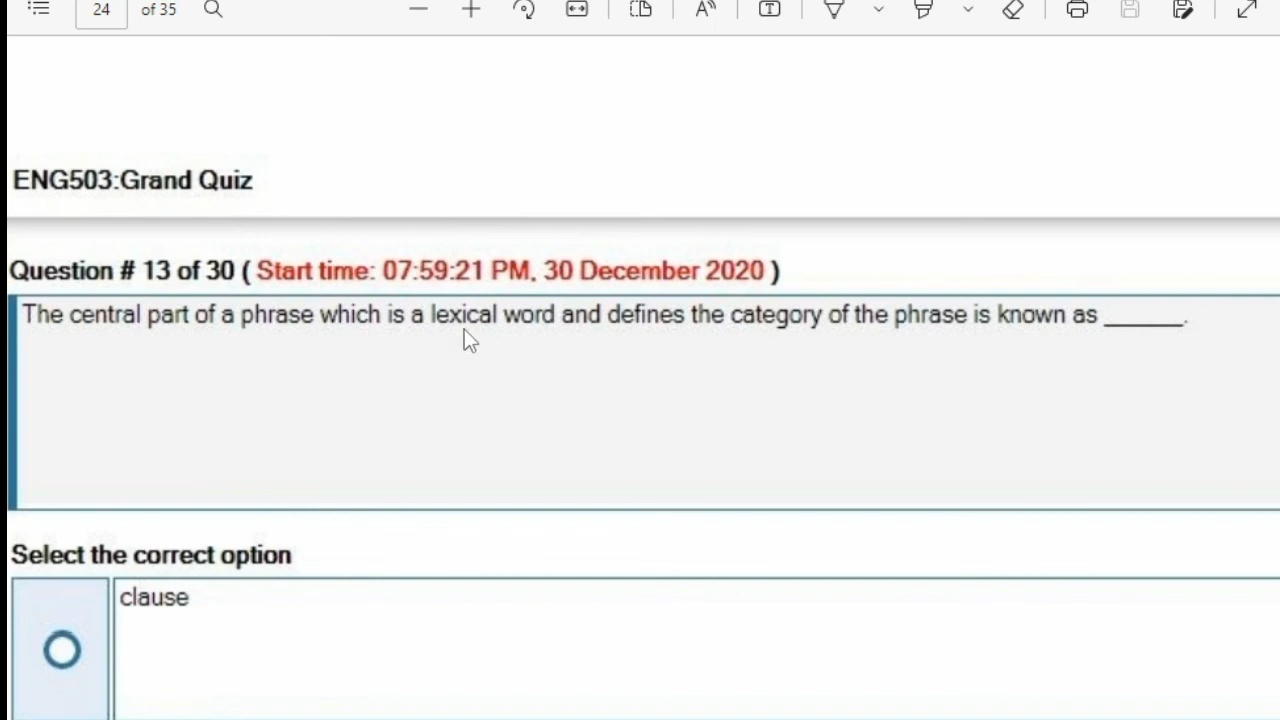 24 of 35
ENG503:Grand Quiz
Question # 13 of 30 ( Start time: 07:59:21 PM, 30 December 2020 )
The central part of a phrase which is a lexical word and defines the category of the phrase is known as ______.
Select the correct option
clause